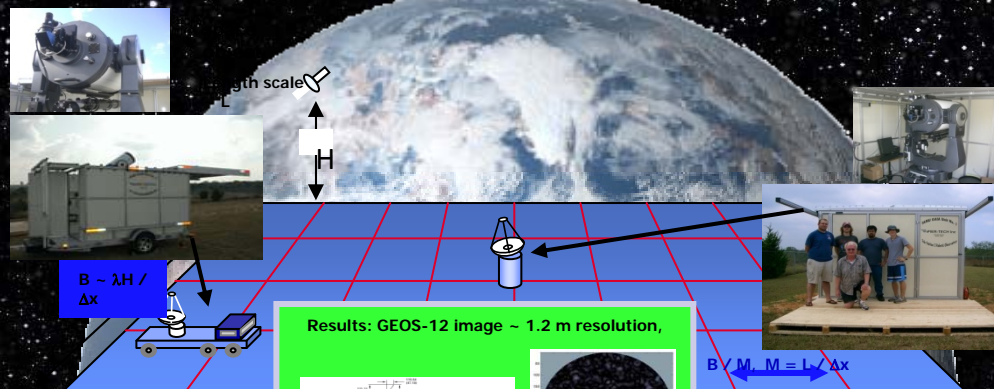 gth scale
L
H
B ~ λH /
Δx
Results: GEOS-12 image ~ 1.2 m resolution,
B / M, M = L / Δx